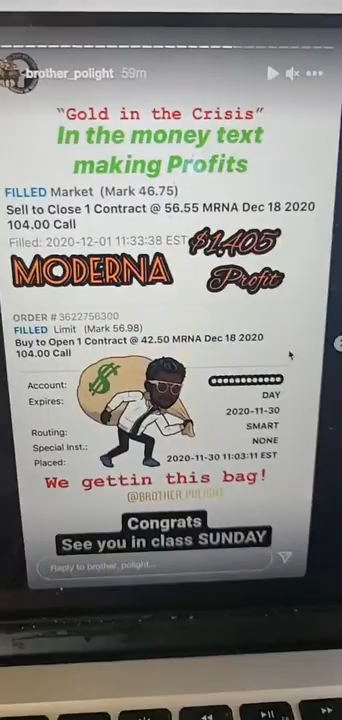 brother_polight 59m
"Gold in the Crisis"
In the money text
making Profits
FILLED Market (Mark 46.75)
Sell to Close 1 Contract @ 56.55 MRNA Dec 18 2020
104.00 Call
Filled: 2020-12-01 11:33:38 EST
$1,405
MODERNA
Profit
ORDER # 3622756300
FILLED Limit (Mark 56.98)
Buy to Open 1 Contract @ 42.50 MRNA Dec 18 2020
104.00 Call
Account:
Expires: DAY
2020-11-30
Routing: SMART
Special Inst.: NONE
Placed: 2020-11-30 11:03:11 EST
We gettin this bag!
@BROTHER.POLIGHT
Congrats
See you in class SUNDAY
Reply to brother_polight...